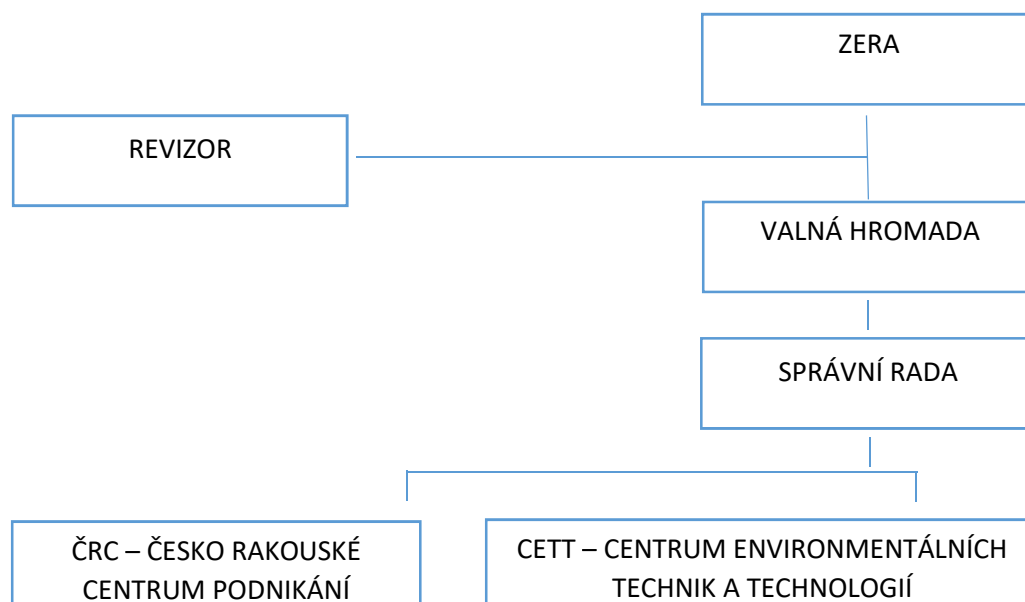 ZERA
REVIZOR
VALNÁ HROMADA
SPRÁVNÍ RADA
ČRC – ČESKO RAKOUSKÉ
CENTRUM PODNIKÁNÍ
CETT – CENTRUM ENVIRONMENTÁLNÍCH
TECHNIK A TECHNOLOGIÍ